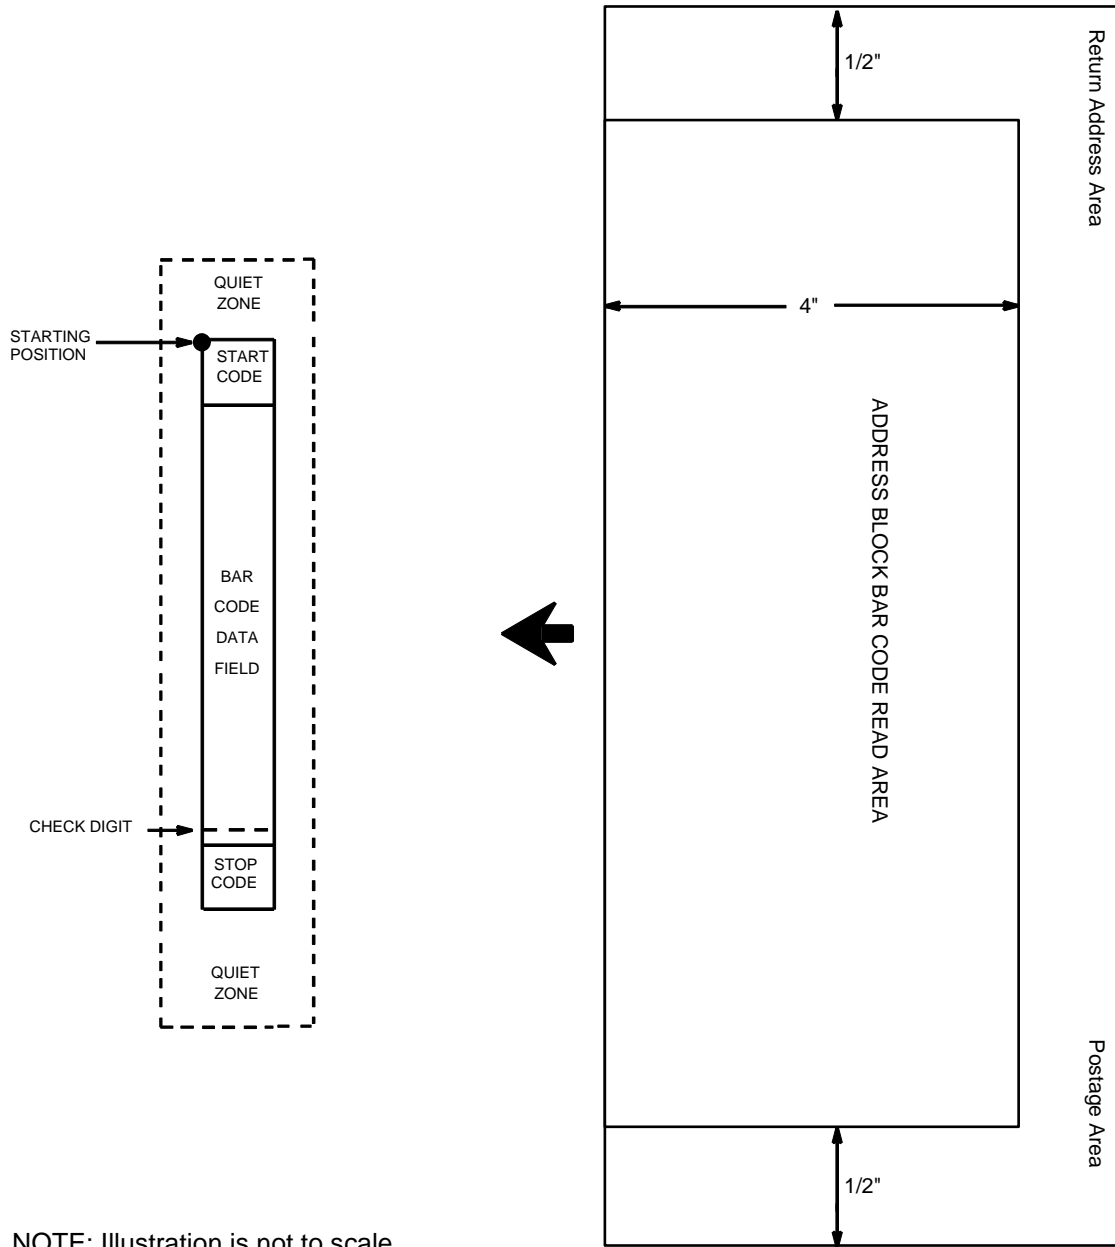 QUIET
ZONE
STARTING
POSITION
START
CODE
BAR
CODE
DATA
FIELD
CHECK DIGIT
STOP
CODE
QUIET
ZONE
NOTE: Illustration is not to scale
1/2"
Return Address Area
4"
ADDRESS BLOCK BAR CODE READ AREA
Postage Area
1/2"